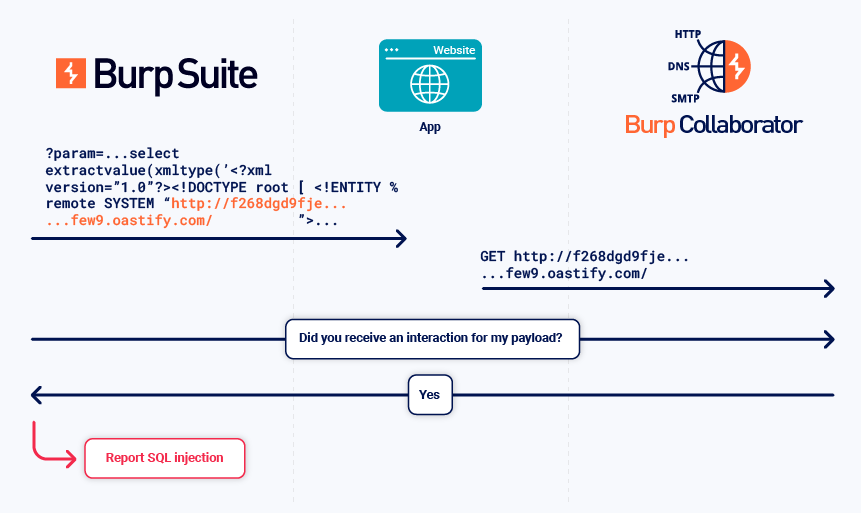 Burp Suite
Website
App
HTTP
DNS
SMTP
Burp Collaborator
?param=...select
extractvalue(xmltype(’<?xml
version=”1.0”?><!DOCTYPE root [ <!ENTITY %
remote SYSTEM “http://f268dgd9fje...
...few9.oastify.com/ ”>...
GET http://f268dgd9fje...
...few9.oastify.com/
Did you receive an interaction for my payload?
Yes
Report SQL injection